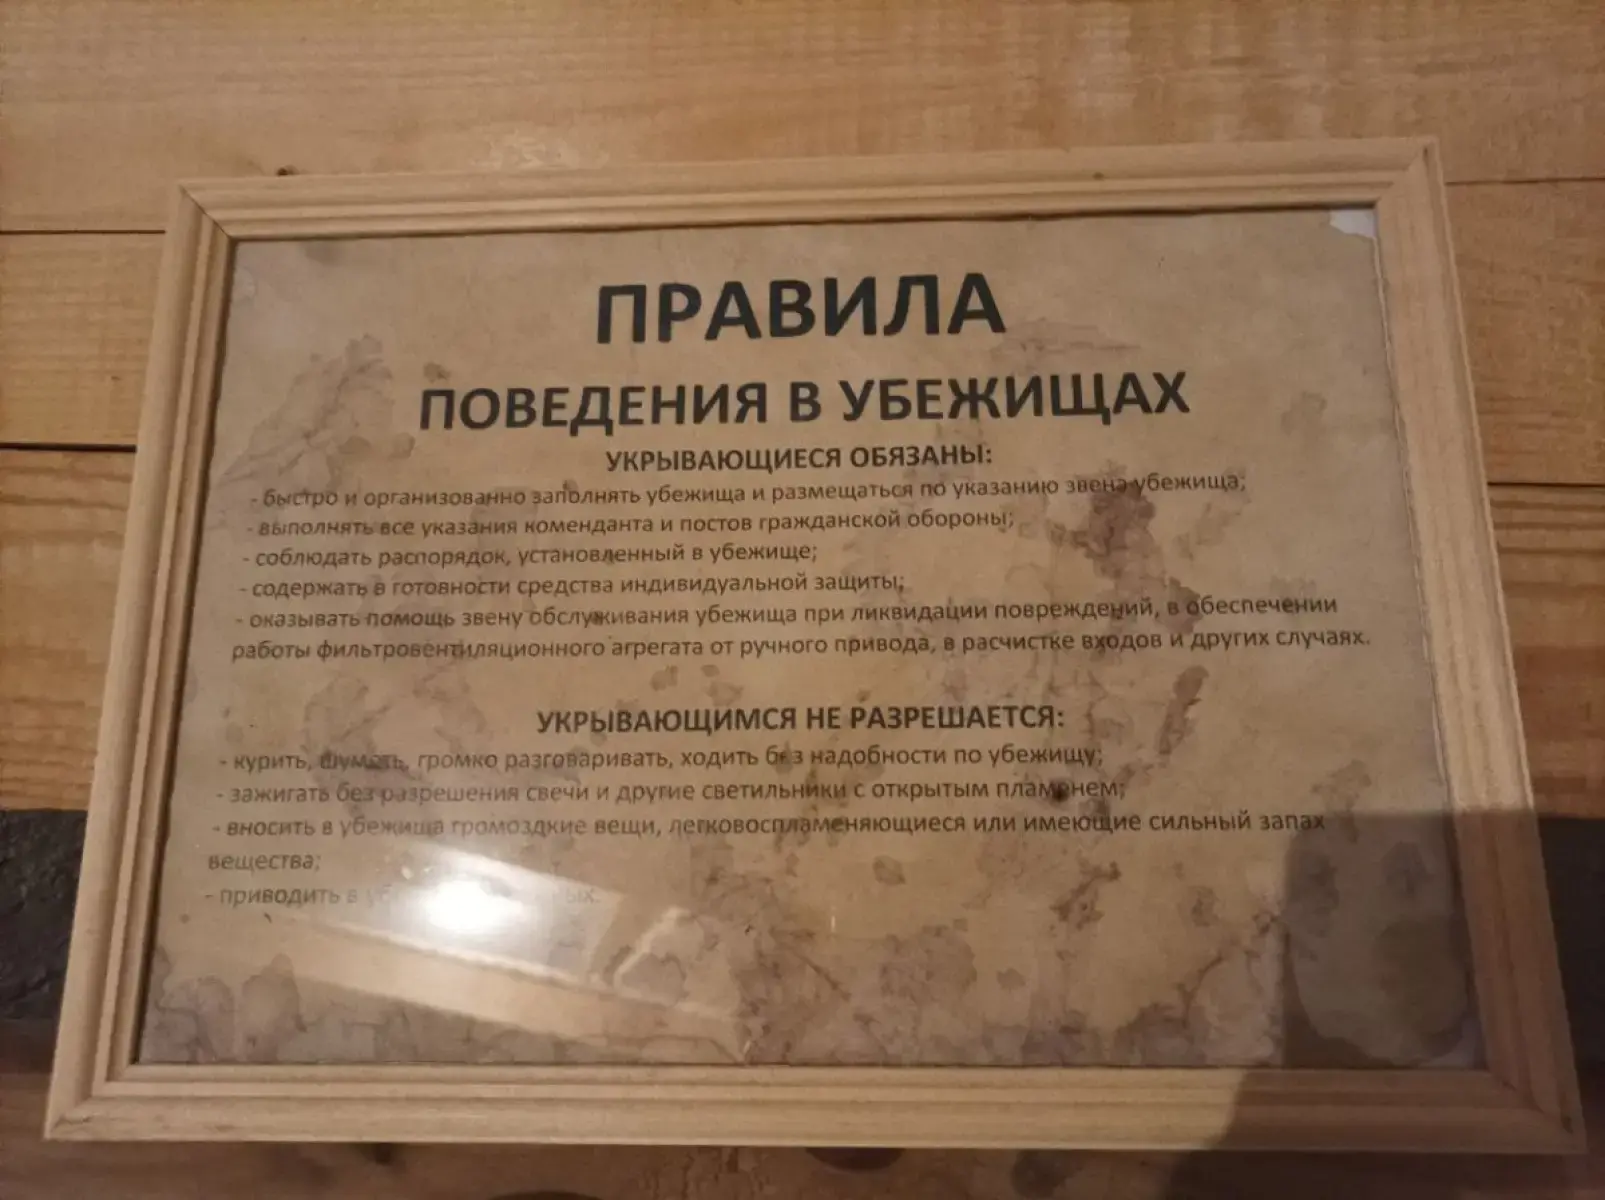 ПРАВИЛА
ПОВЕДЕНИЯ В УБЕЖИЩАХ
УКРЫВАЮЩИЕСЯ ОБЯЗАНЫ:
- быстро и организованно заполнять убежища и размещаться по указанию звена убежища;
- выполнять все указания коменданта и постов гражданской обороны;
- соблюдать распорядок, установленный в убежище;
- содержать в готовности средства индивидуальной защиты;
- оказывать помощь звену обслуживания убежища при ликвидации повреждений, в обеспечении
работы фильтровентиляционного агрегата от ручного привода, в расчистке входов и других случаях.
УКРЫВАЮЩИМСЯ НЕ РАЗРЕШАЕТСЯ:
- курить, шуметь, громко разговаривать, ходить без надобности по убежищу;
- зажигать без разрешения свечи и другие светильники с открытым пламенем;
- вносить в убежища громоздкие вещи, легковоспламеняющиеся или имеющие сильный запах
вещества;
- приводить в